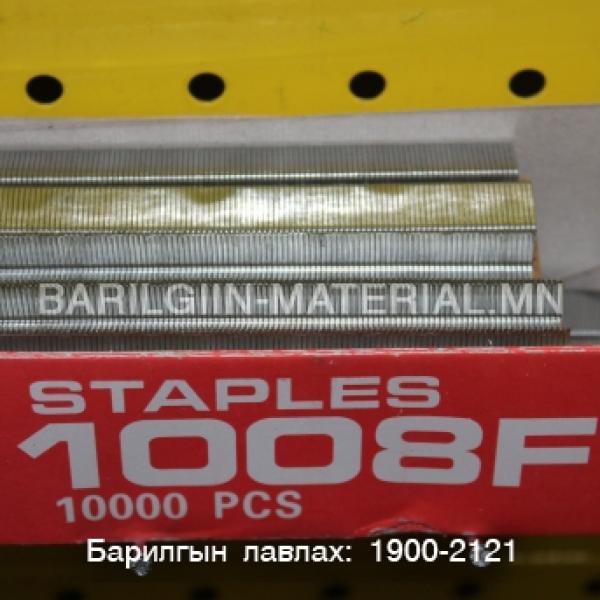 BARILGIIN-MATERIAL.MN
STAPLES
1008F
10000 PCS
Барилгын лавлах: 1900-2121